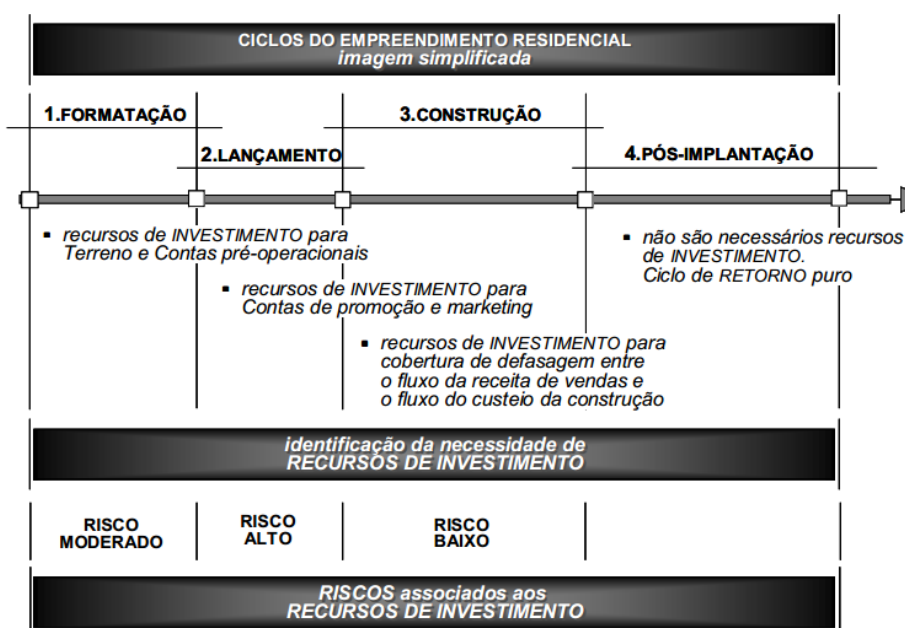 CICLOS DO EMPREENDIMENTO RESIDENCIAL
imagem simplificada
1.FORMATAÇÃO
3.CONSTRUÇÃO
2.LANÇAMENTO
4.PÓS-IMPLANTAÇÃO
▪ recursos de INVESTIMENTO para
Terreno e Contas pré-operacionais
▪ recursos de INVESTIMENTO para
Contas de promoção e marketing
▪ recursos de INVESTIMENTO para
cobertura de defasagem entre
o fluxo da receita de vendas e
o fluxo do custeio da construção
▪ não são necessários recursos
de INVESTIMENTO.
Ciclo de RETORNO puro
identificação da necessidade de
RECURSOS DE INVESTIMENTO
RISCO
MODERADO
RISCO
ALTO
RISCO
BAIXO
RISCOS associados aos
RECURSOS DE INVESTIMENTO